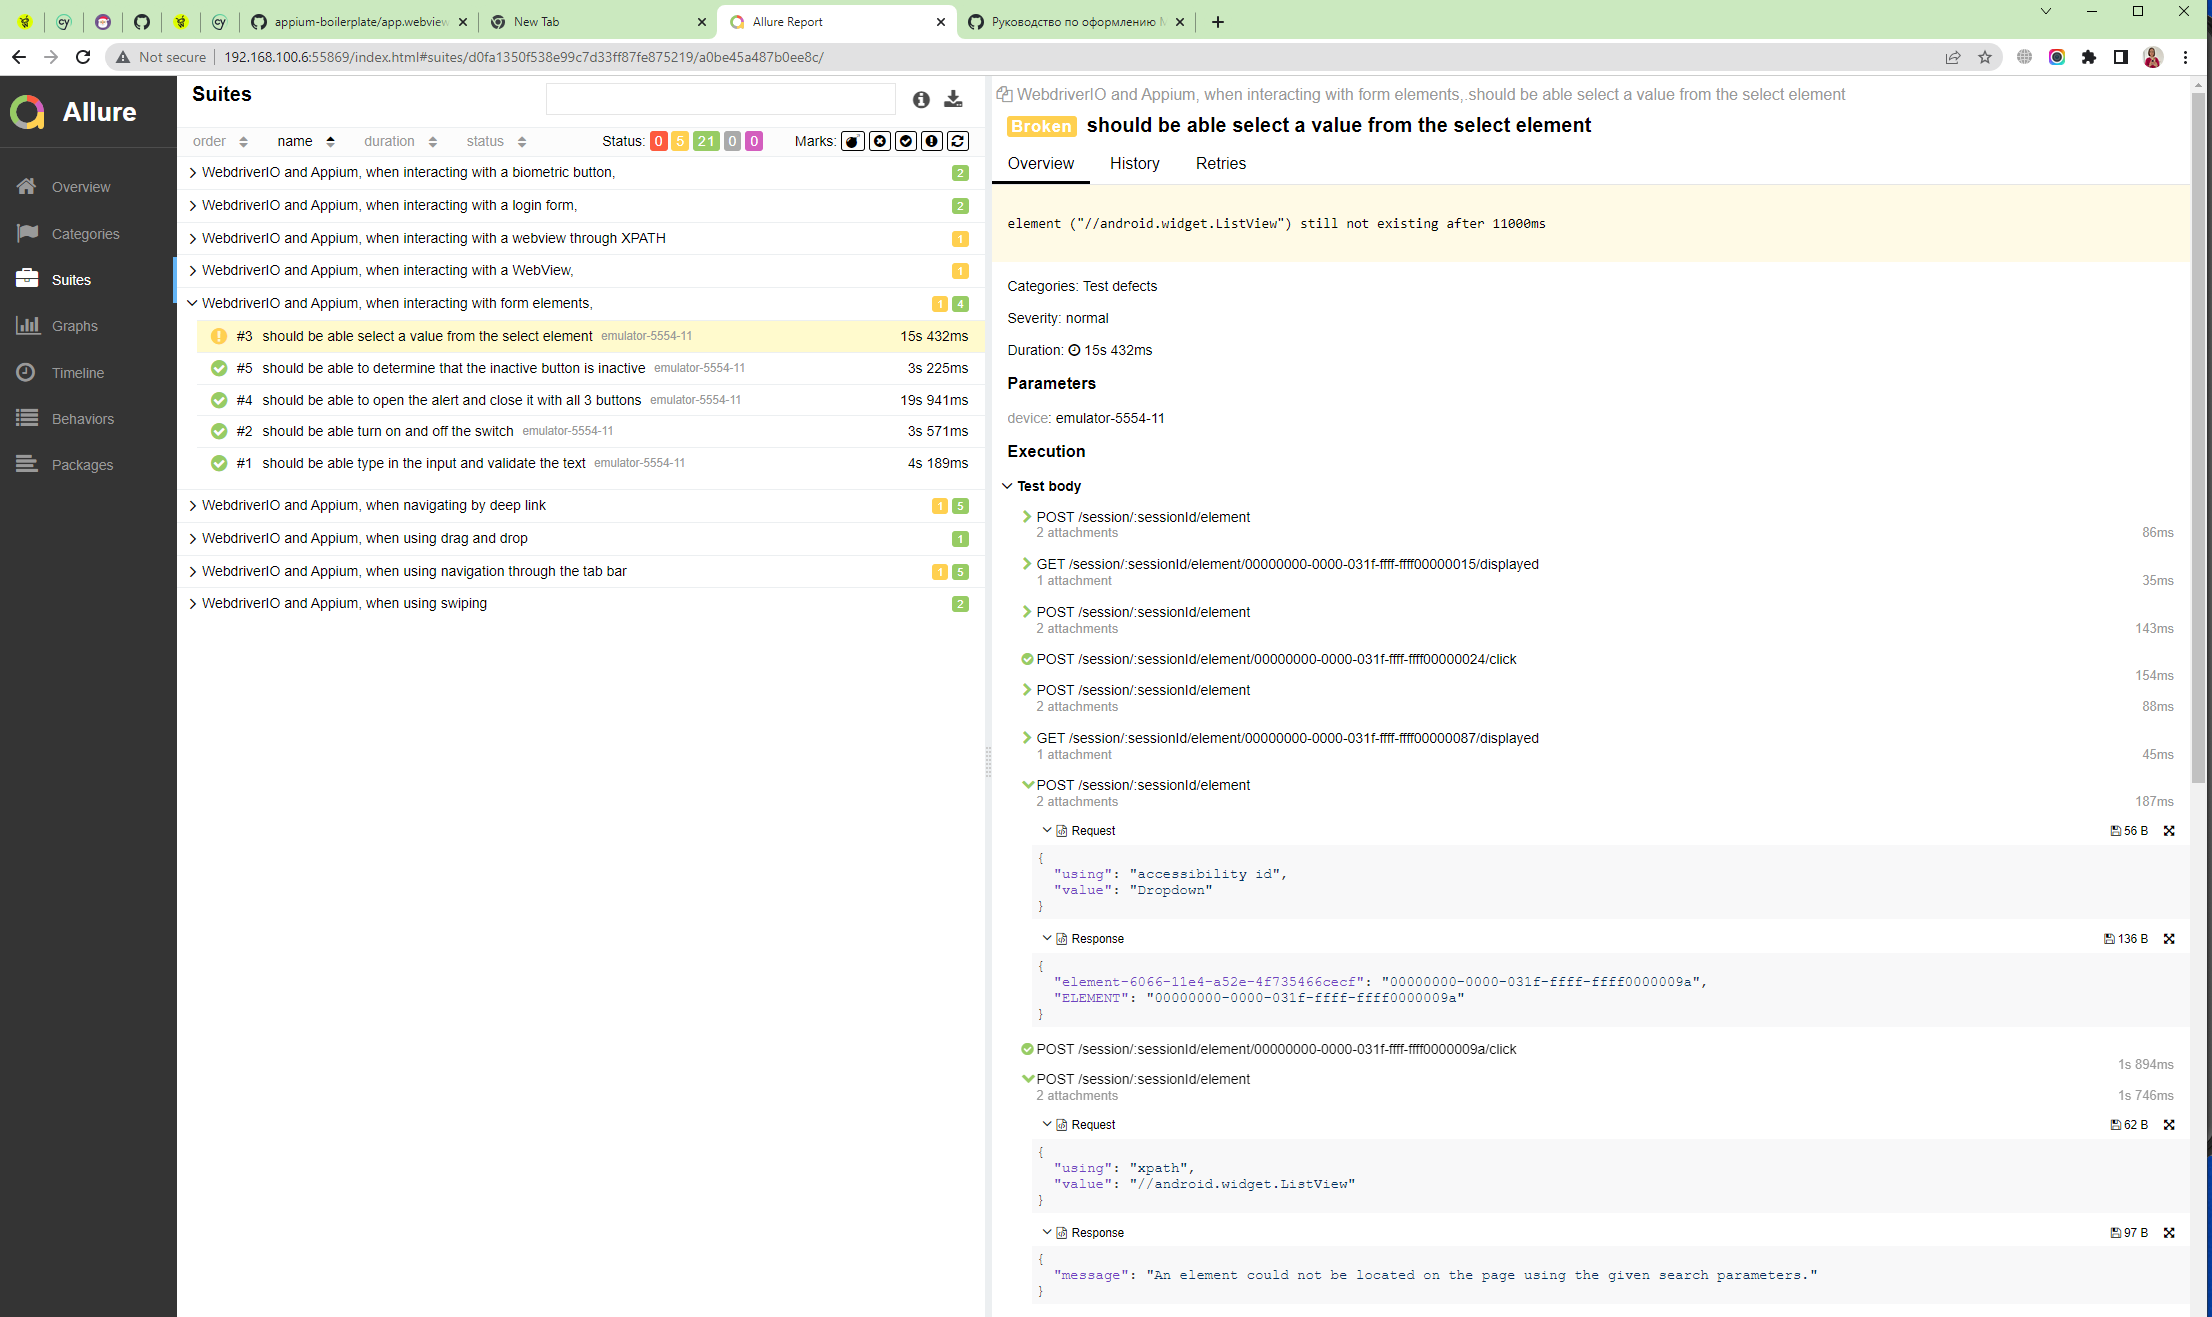 appium-boilerplate/app.webview
New Tab
Allure Report
Руководство по оформлению M
Not secure
192.168.100.6:55869/index.html#suites/d0fa1350f538e99c7d33ff87fe875219/a0be45a487b0ee8c/
Allure
Overview
Categories
Suites
Graphs
Timeline
Behaviors
Packages
Suites
order name duration status Status: 0 5 21 0 0 Marks:
WebdriverIO and Appium, when interacting with a biometric button, 2
WebdriverIO and Appium, when interacting with a login form, 2
WebdriverIO and Appium, when interacting with a webview through XPATH 1
WebdriverIO and Appium, when interacting with a WebView, 1
WebdriverIO and Appium, when interacting with form elements, 1 4
#3 should be able select a value from the select element emulator-5554-11 15s 432ms
#5 should be able to determine that the inactive button is inactive emulator-5554-11 3s 225ms
#4 should be able to open the alert and close it with all 3 buttons emulator-5554-11 19s 941ms
#2 should be able turn on and off the switch emulator-5554-11 3s 571ms
#1 should be able type in the input and validate the text emulator-5554-11 4s 189ms
WebdriverIO and Appium, when navigating by deep link 1 5
WebdriverIO and Appium, when using drag and drop 1
WebdriverIO and Appium, when using navigation through the tab bar 1 5
WebdriverIO and Appium, when using swiping 2
WebdriverIO and Appium, when interacting with form elements,.should be able select a value from the select element
Broken should be able select a value from the select element
Overview History Retries
element ("//android.widget.ListView") still not existing after 11000ms
Categories: Test defects
Severity: normal
Duration: 15s 432ms
Parameters
device: emulator-5554-11
Execution
Test body
POST /session/:sessionId/element
2 attachments 86ms
GET /session/:sessionId/element/00000000-0000-031f-ffff-ffff00000015/displayed
1 attachment 35ms
POST /session/:sessionId/element
2 attachments 143ms
POST /session/:sessionId/element/00000000-0000-031f-ffff-ffff00000024/click
154ms
POST /session/:sessionId/element
2 attachments 88ms
GET /session/:sessionId/element/00000000-0000-031f-ffff-ffff00000087/displayed
1 attachment 45ms
POST /session/:sessionId/element
2 attachments 187ms
Request 56 B
{
"using": "accessibility id",
"value": "Dropdown"
}
Response 136 B
{
"element-6066-11e4-a52e-4f735466cecf": "00000000-0000-031f-ffff-ffff0000009a",
"ELEMENT": "00000000-0000-031f-ffff-ffff0000009a"
}
POST /session/:sessionId/element/00000000-0000-031f-ffff-ffff0000009a/click
1s 894ms
POST /session/:sessionId/element
2 attachments 1s 746ms
Request 62 B
{
"using": "xpath",
"value": "//android.widget.ListView"
}
Response 97 B
{
"message": "An element could not be located on the page using the given search parameters."
}